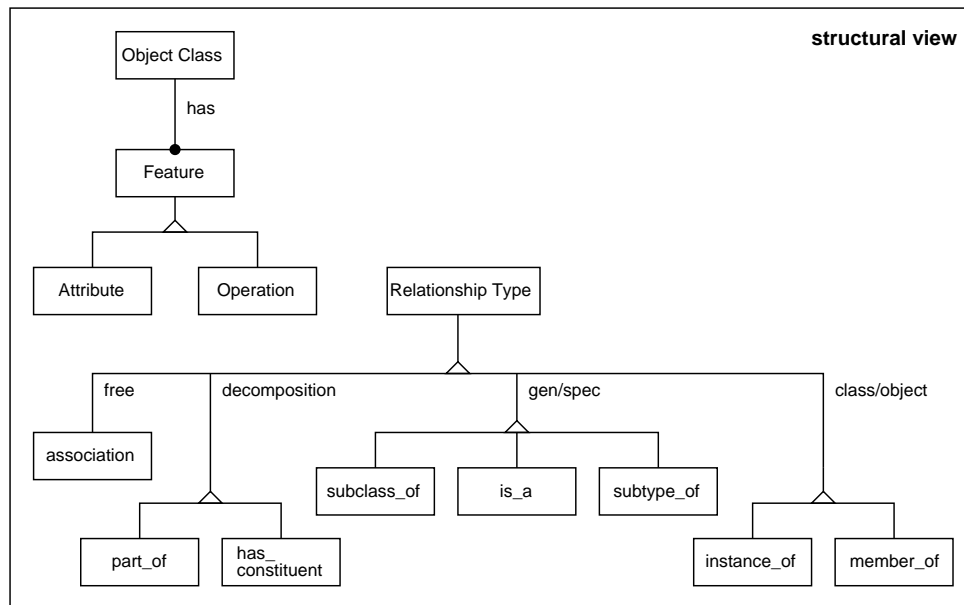 structural view
Object Class
has
Feature
Attribute
Operation
Relationship Type
free
decomposition
gen/spec
class/object
association
subclass_of
is_a
subtype_of
part_of
has_
constituent
instance_of
member_of